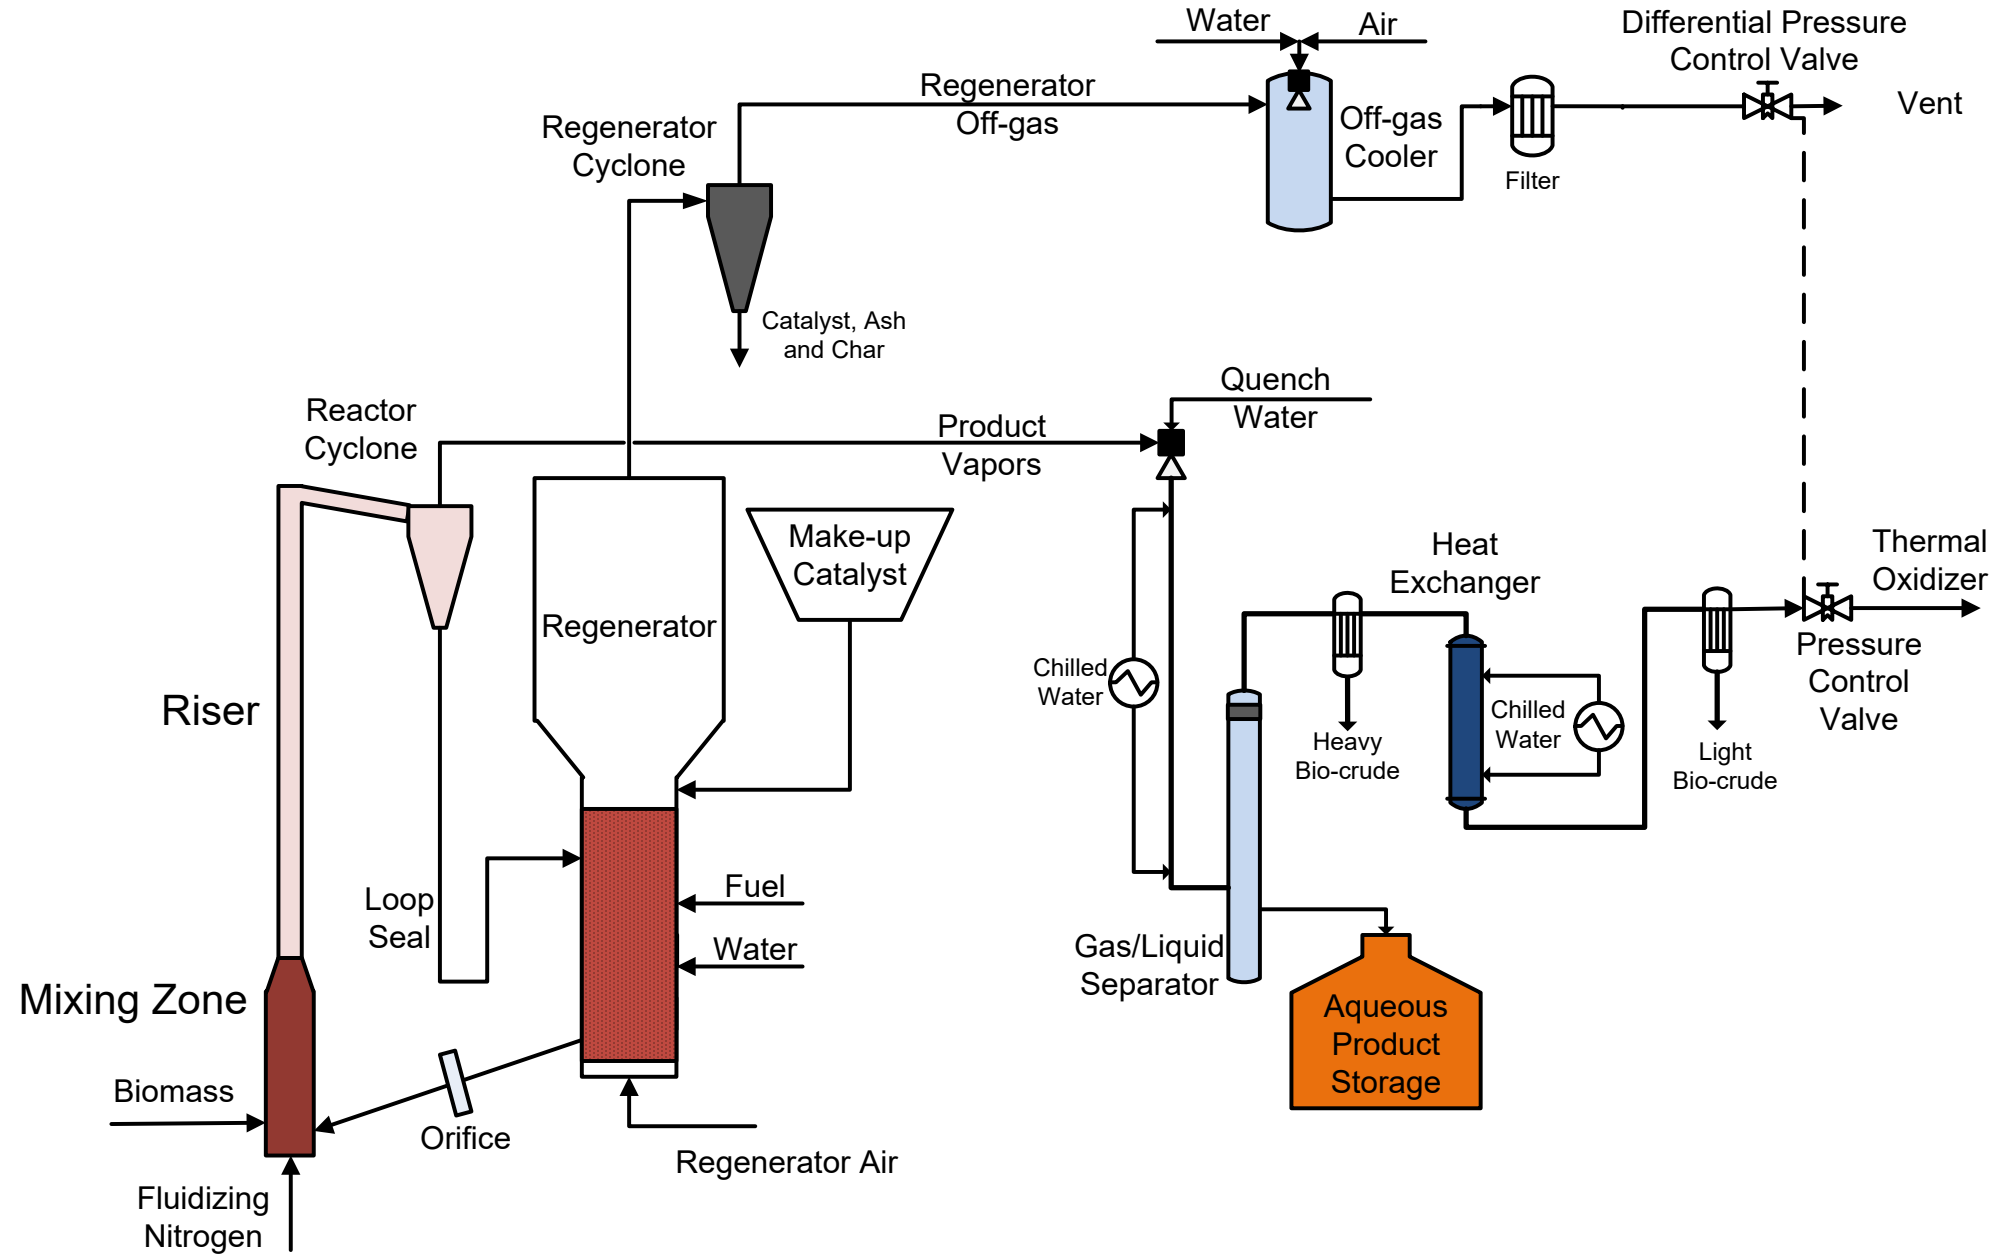 Water
Air
Differential Pressure
Control Valve
Regenerator
Off-gas
Vent
Off-gas
Cooler
Filter
Regenerator
Cyclone
Catalyst, Ash
and Char
Quench
Water
Reactor
Cyclone
Product
Vapors
Make-up
Catalyst
Regenerator
Heat
Exchanger
Thermal
Oxidizer
Pressure
Control
Valve
Chilled
Water
Riser
Heavy
Bio-crude
Chilled
Water
Light
Bio-crude
Loop
Seal
Fuel
Water
Gas/Liquid
Separator
Mixing Zone
Aqueous
Product
Storage
Biomass
Orifice
Regenerator Air
Fluidizing
Nitrogen